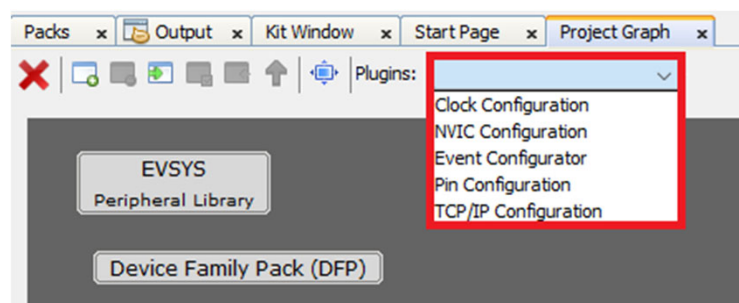 Packs x Output x Kit Window x Start Page x Project Graph x
Plugins:
Clock Configuration
NVIC Configuration
Event Configurator
Pin Configuration
TCP/IP Configuration
EVSYS
Peripheral Library
Device Family Pack (DFP)